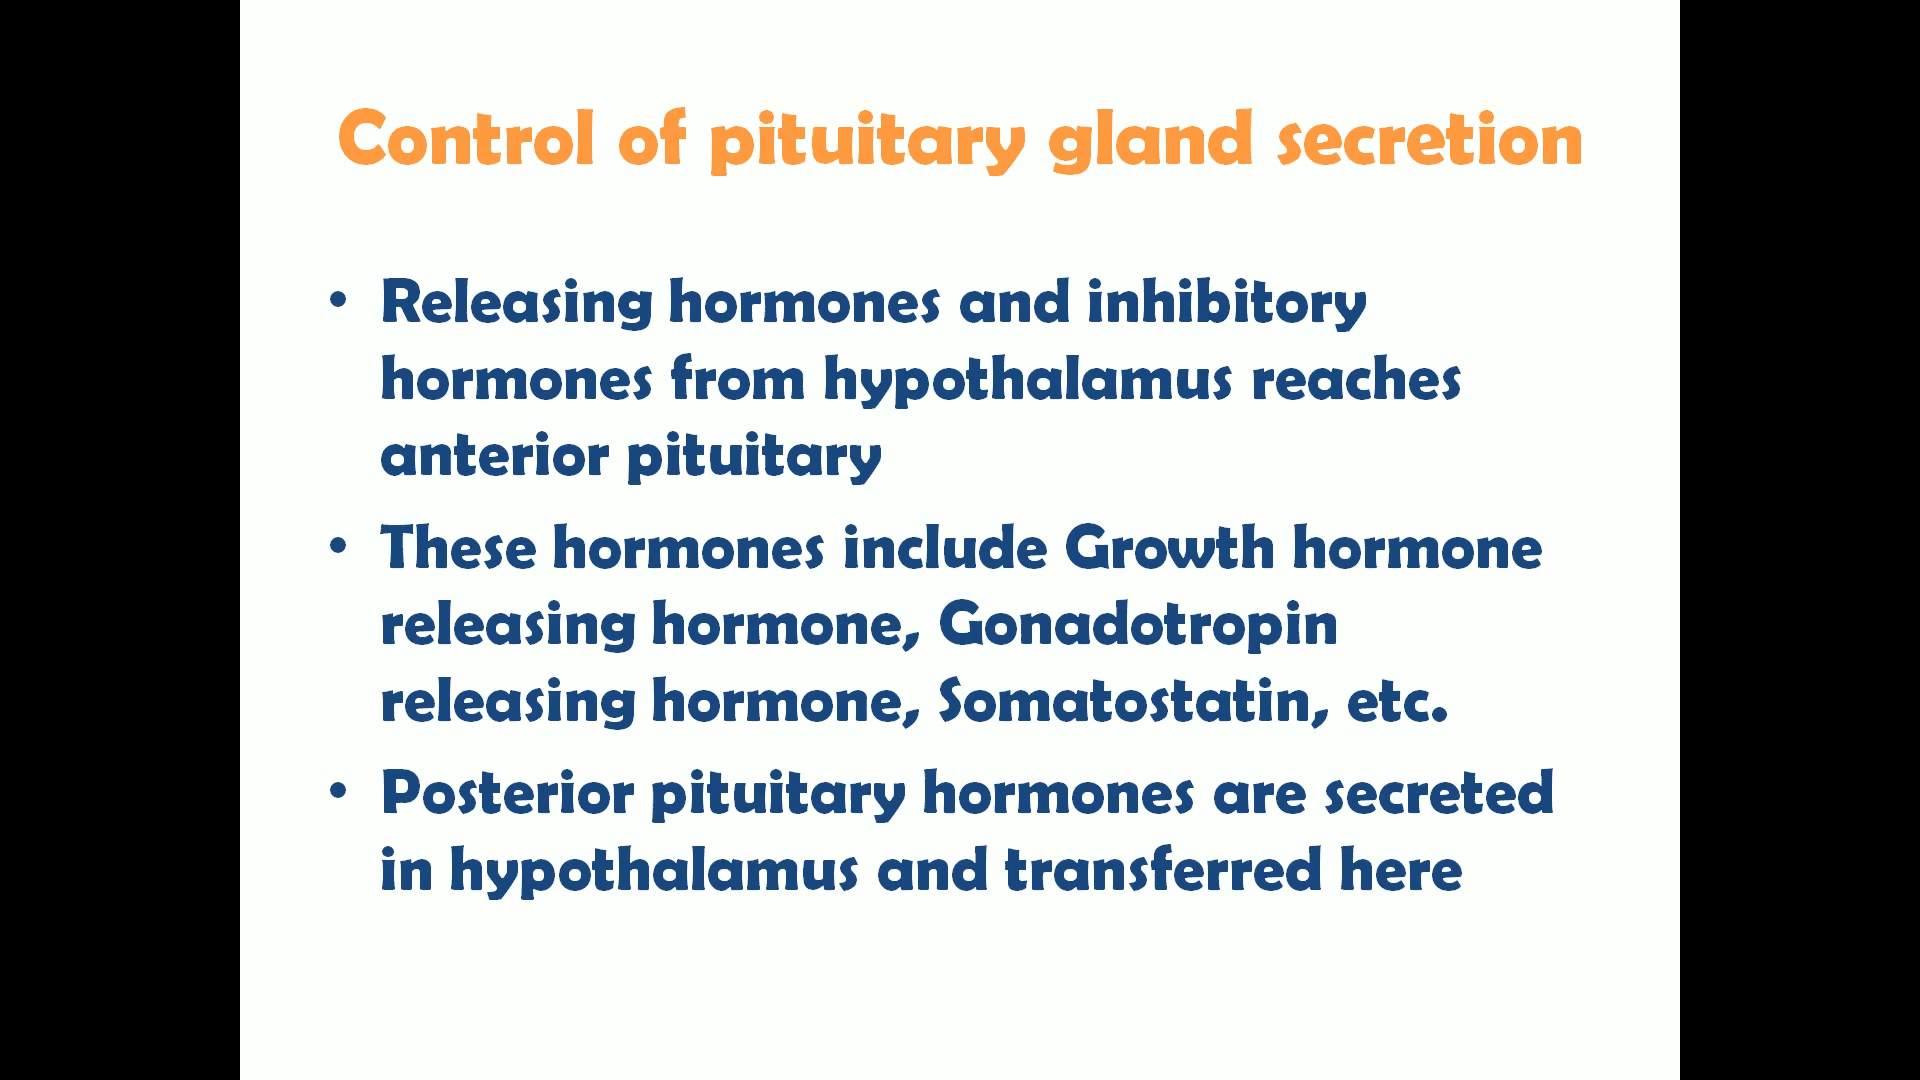 Control of pituitary gland secretion
• Releasing hormones and inhibitory
hormones from hypothalamus reaches
anterior pituitary
• These hormones include Growth hormone
releasing hormone, Gonadotropin
releasing hormone, Somatostatin, etc.
• Posterior pituitary hormones are secreted
in hypothalamus and transferred here